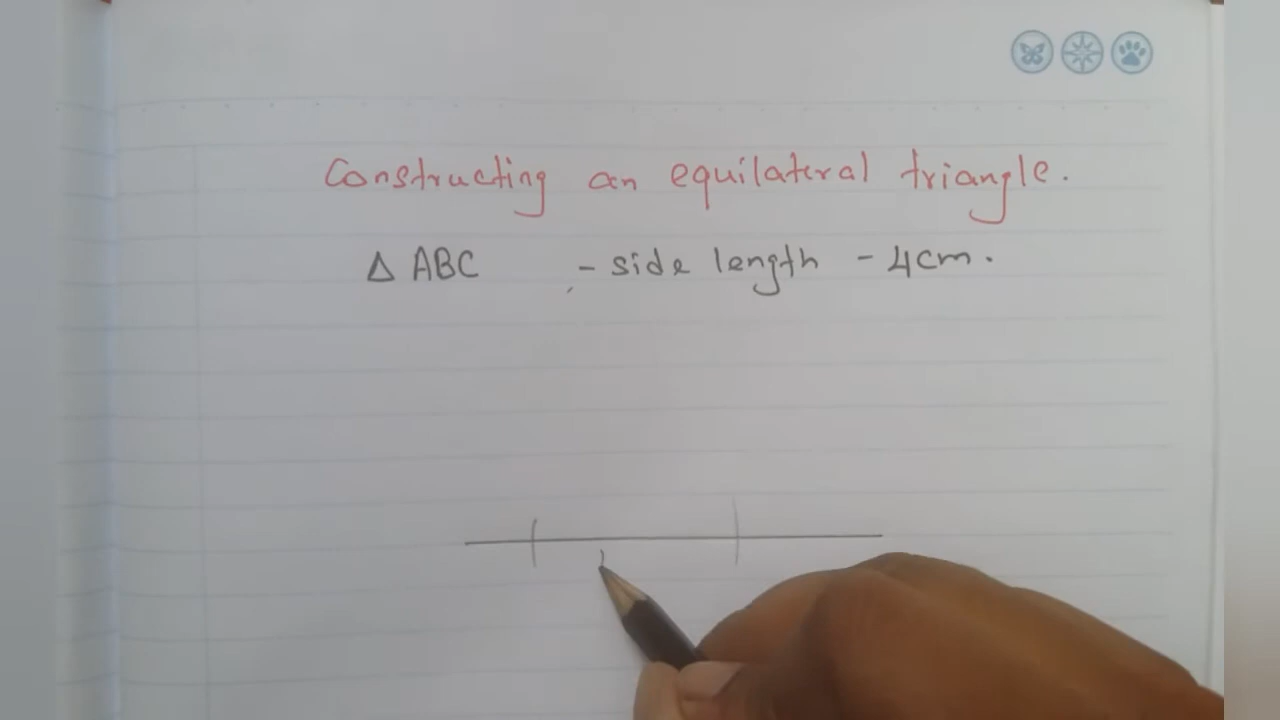 Constructing an equilateral triangle.
Δ ABC - side length - 4cm.